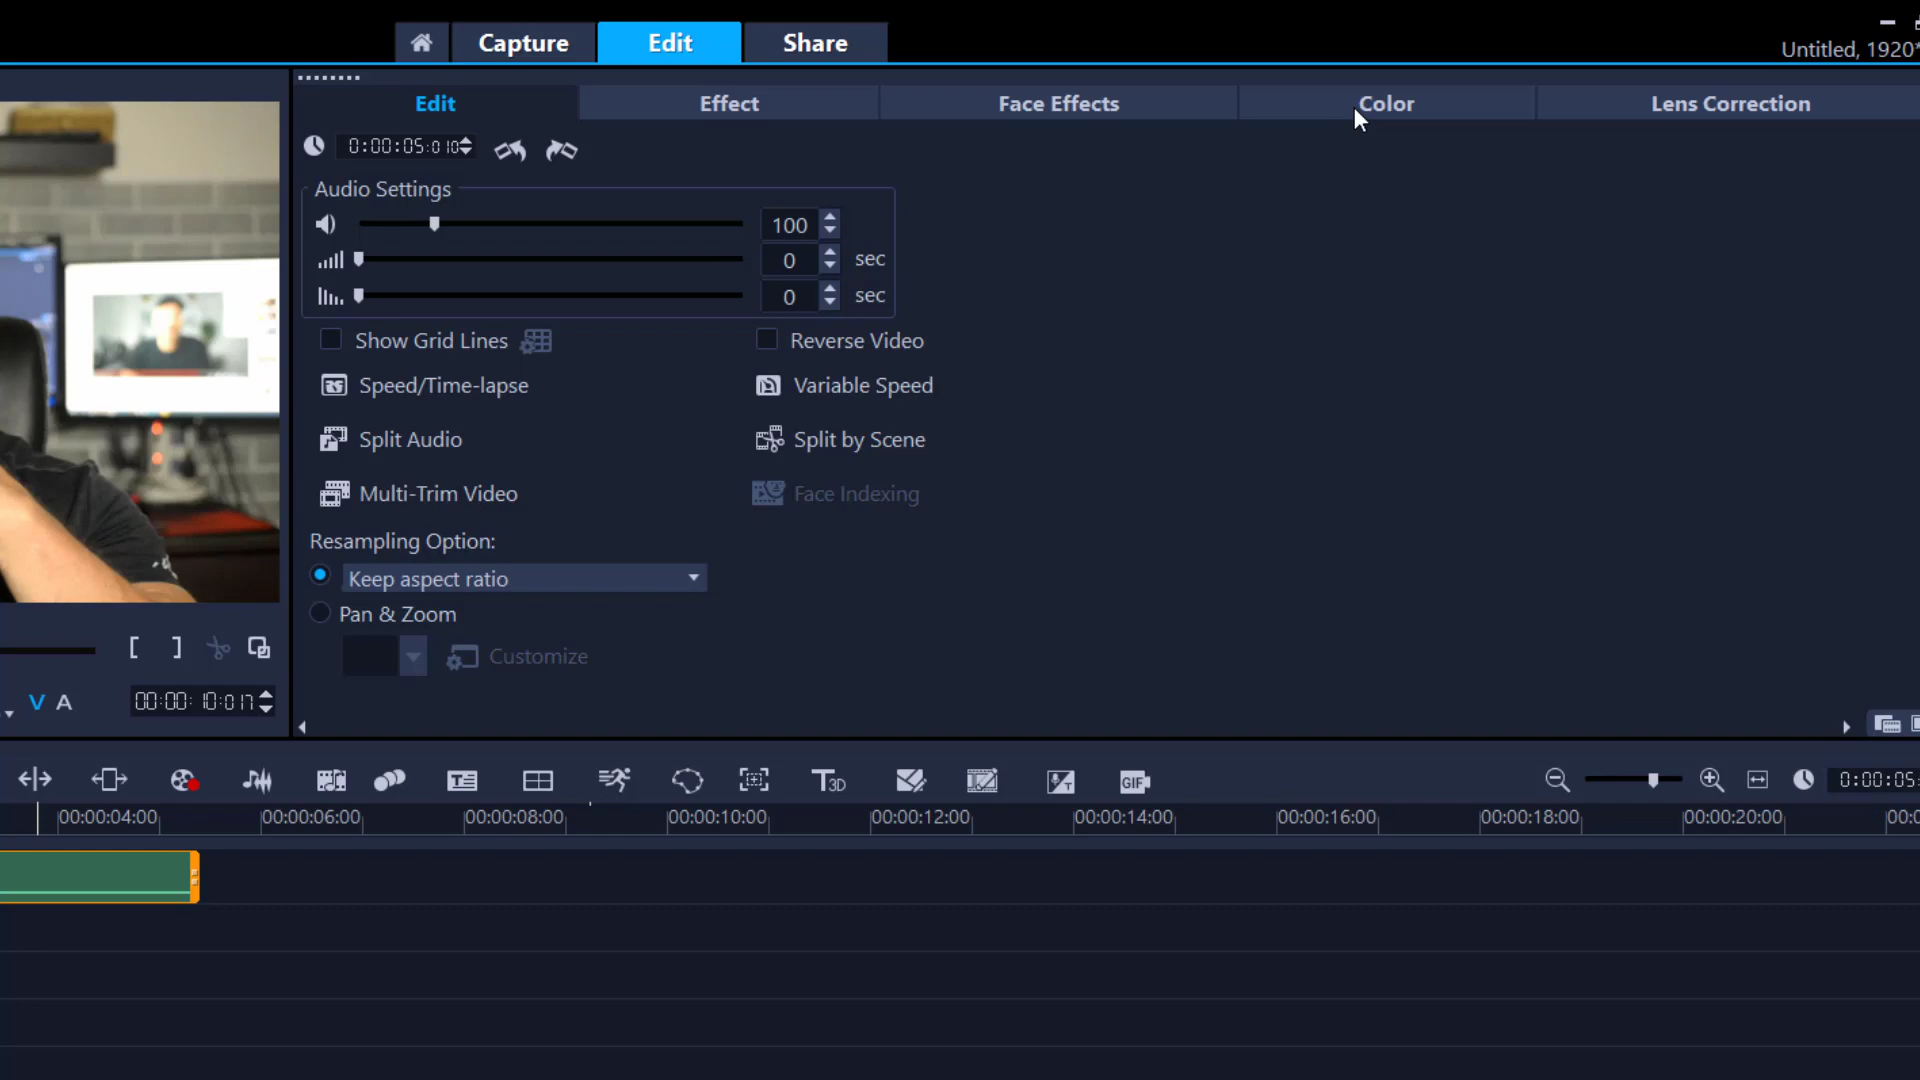 Capture Edit Share
Untitled, 1920*
Edit Effect Face Effects Color Lens Correction
0:00:05:010
Audio Settings
100
0 sec
0 sec
Show Grid Lines Reverse Video
Speed/Time-lapse Variable Speed
Split Audio Split by Scene
Multi-Trim Video Face Indexing
Resampling Option:
Keep aspect ratio
Pan & Zoom
Customize
[ ]
V A 00:00:10:017
T3D GIF 0:00:05:
00:00:04:00 00:00:06:00 00:00:08:00 00:00:10:00 00:00:12:00 00:00:14:00 00:00:16:00 00:00:18:00 00:00:20:00 00:0